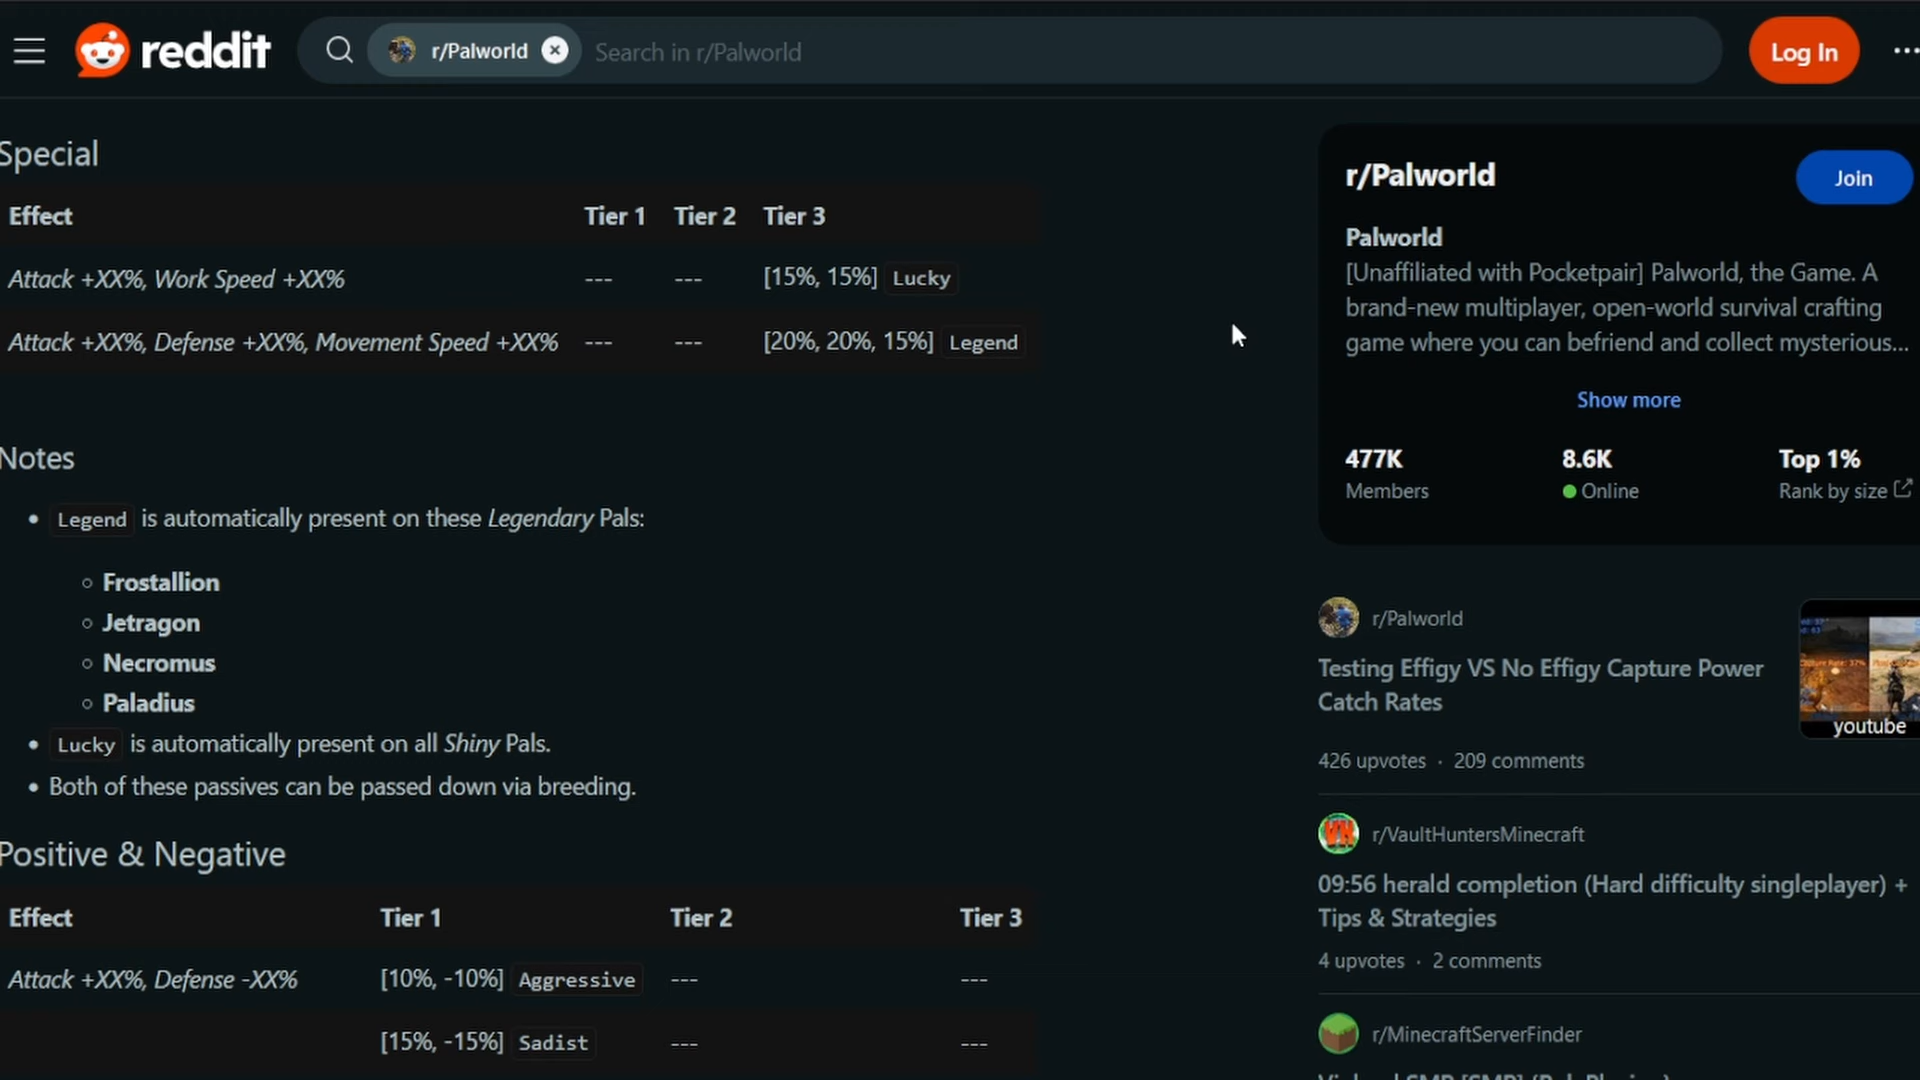 reddit r/Palworld Search in r/Palworld Log In
Special
Effect Tier 1 Tier 2 Tier 3
Attack +XX%, Work Speed +XX% --- --- [15%, 15%] Lucky
Attack +XX%, Defense +XX%, Movement Speed +XX% --- --- [20%, 20%, 15%] Legend
Notes
• Legend is automatically present on these Legendary Pals:
○ Frostallion
○ Jetragon
○ Necromus
○ Paladius
• Lucky is automatically present on all Shiny Pals.
• Both of these passives can be passed down via breeding.
Positive & Negative
Effect Tier 1 Tier 2 Tier 3
Attack +XX%, Defense -XX% [10%, -10%] Aggressive --- ---
[15%, -15%] Sadist --- ---
r/Palworld Join
Palworld
[Unaffiliated with Pocketpair] Palworld, the Game. A
brand-new multiplayer, open-world survival crafting
game where you can befriend and collect mysterious...
Show more
477K 8.6K Top 1%
Members Online Rank by size
r/Palworld
Testing Effigy VS No Effigy Capture Power
Catch Rates
youtube
426 upvotes · 209 comments
r/VaultHuntersMinecraft
09:56 herald completion (Hard difficulty singleplayer) +
Tips & Strategies
4 upvotes · 2 comments
r/MinecraftServerFinder